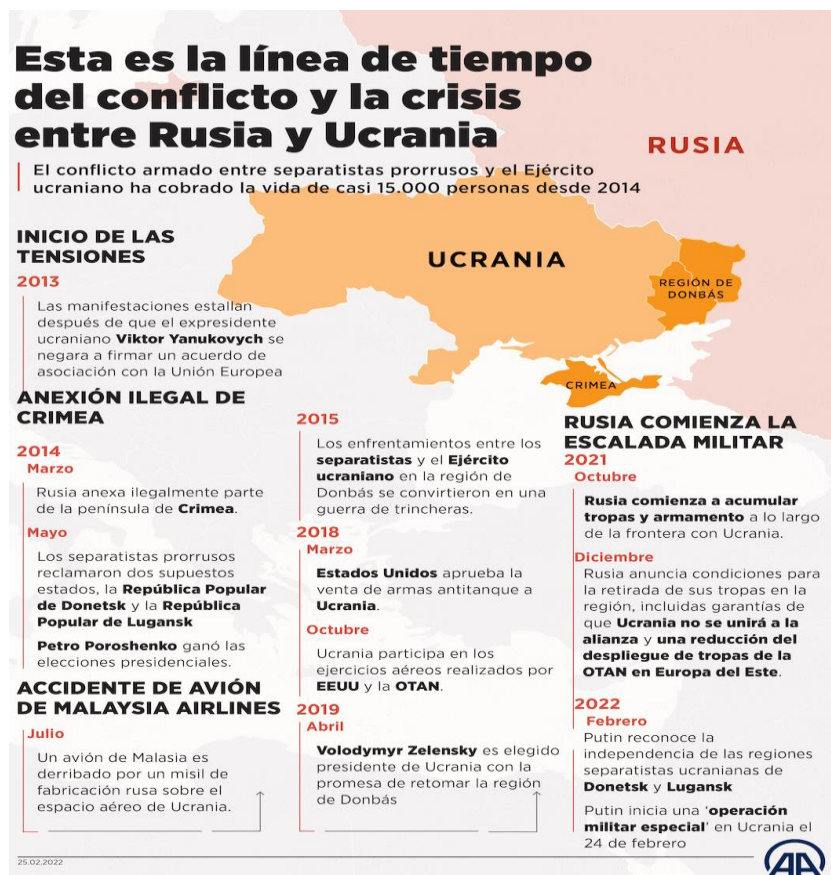 Esta es la línea de tiempo
del conflicto y la crisis
entre Rusia y Ucrania
El conflicto armado entre separatistas prorrusos y el Ejército
ucraniano ha cobrado la vida de casi 15.000 personas desde 2014
RUSIA
UCRANIA
REGIÓN DE
DONBÁS
CRIMEA
INICIO DE LAS
TENSIONES
2013
Las manifestaciones estallan
después de que el expresidente
ucraniano Viktor Yanukovych se
negara a firmar un acuerdo de
asociación con la Unión Europea
ANEXIÓN ILEGAL DE
CRIMEA
2014
Marzo
Rusia anexa ilegalmente parte
de la península de Crimea.
Mayo
Los separatistas prorrusos
reclamaron dos supuestos
estados, la República Popular
de Donetsk y la República
Popular de Lugansk
Petro Poroshenko ganó las
elecciones presidenciales.
ACCIDENTE DE AVIÓN
DE MALAYSIA AIRLINES
Julio
Un avión de Malasia es
derribado por un misil de
fabricación rusa sobre el
espacio aéreo de Ucrania.
2015
Los enfrentamientos entre los
separatistas y el Ejército
ucraniano en la región de
Donbás se convirtieron en una
guerra de trincheras.
2018
Marzo
Estados Unidos aprueba la
venta de armas antitanque a
Ucrania.
Octubre
Ucrania participa en los
ejercicios aéreos realizados por
EEUU y la OTAN.
2019
Abril
Volodymyr Zelensky es elegido
presidente de Ucrania con la
promesa de retomar la región
de Donbás
RUSIA COMIENZA LA
ESCALADA MILITAR
2021
Octubre
Rusia comienza a acumular
tropas y armamento a lo largo
de la frontera con Ucrania.
Diciembre
Rusia anuncia condiciones para
la retirada de sus tropas en la
región, incluidas garantías de
que Ucrania no se unirá a la
alianza y una reducción del
despliegue de tropas de la
OTAN en Europa del Este.
2022
Febrero
Putin reconoce la
independencia de las regiones
separatistas ucranianas de
Donetsk y Lugansk
Putin inicia una 'operación
militar especial' en Ucrania el
24 de febrero
25.02.2022
AA